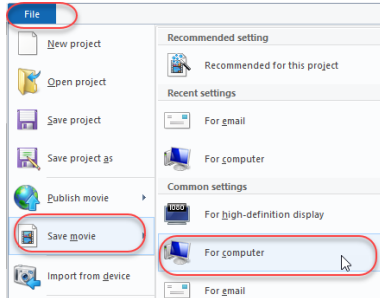 File
New project
Open project
Save project
Save project as
Publish movie
Save movie
Import from device
Recommended setting
Recommended for this project
Recent settings
For email
For computer
Common settings
1080
For high-definition display
For computer
For email